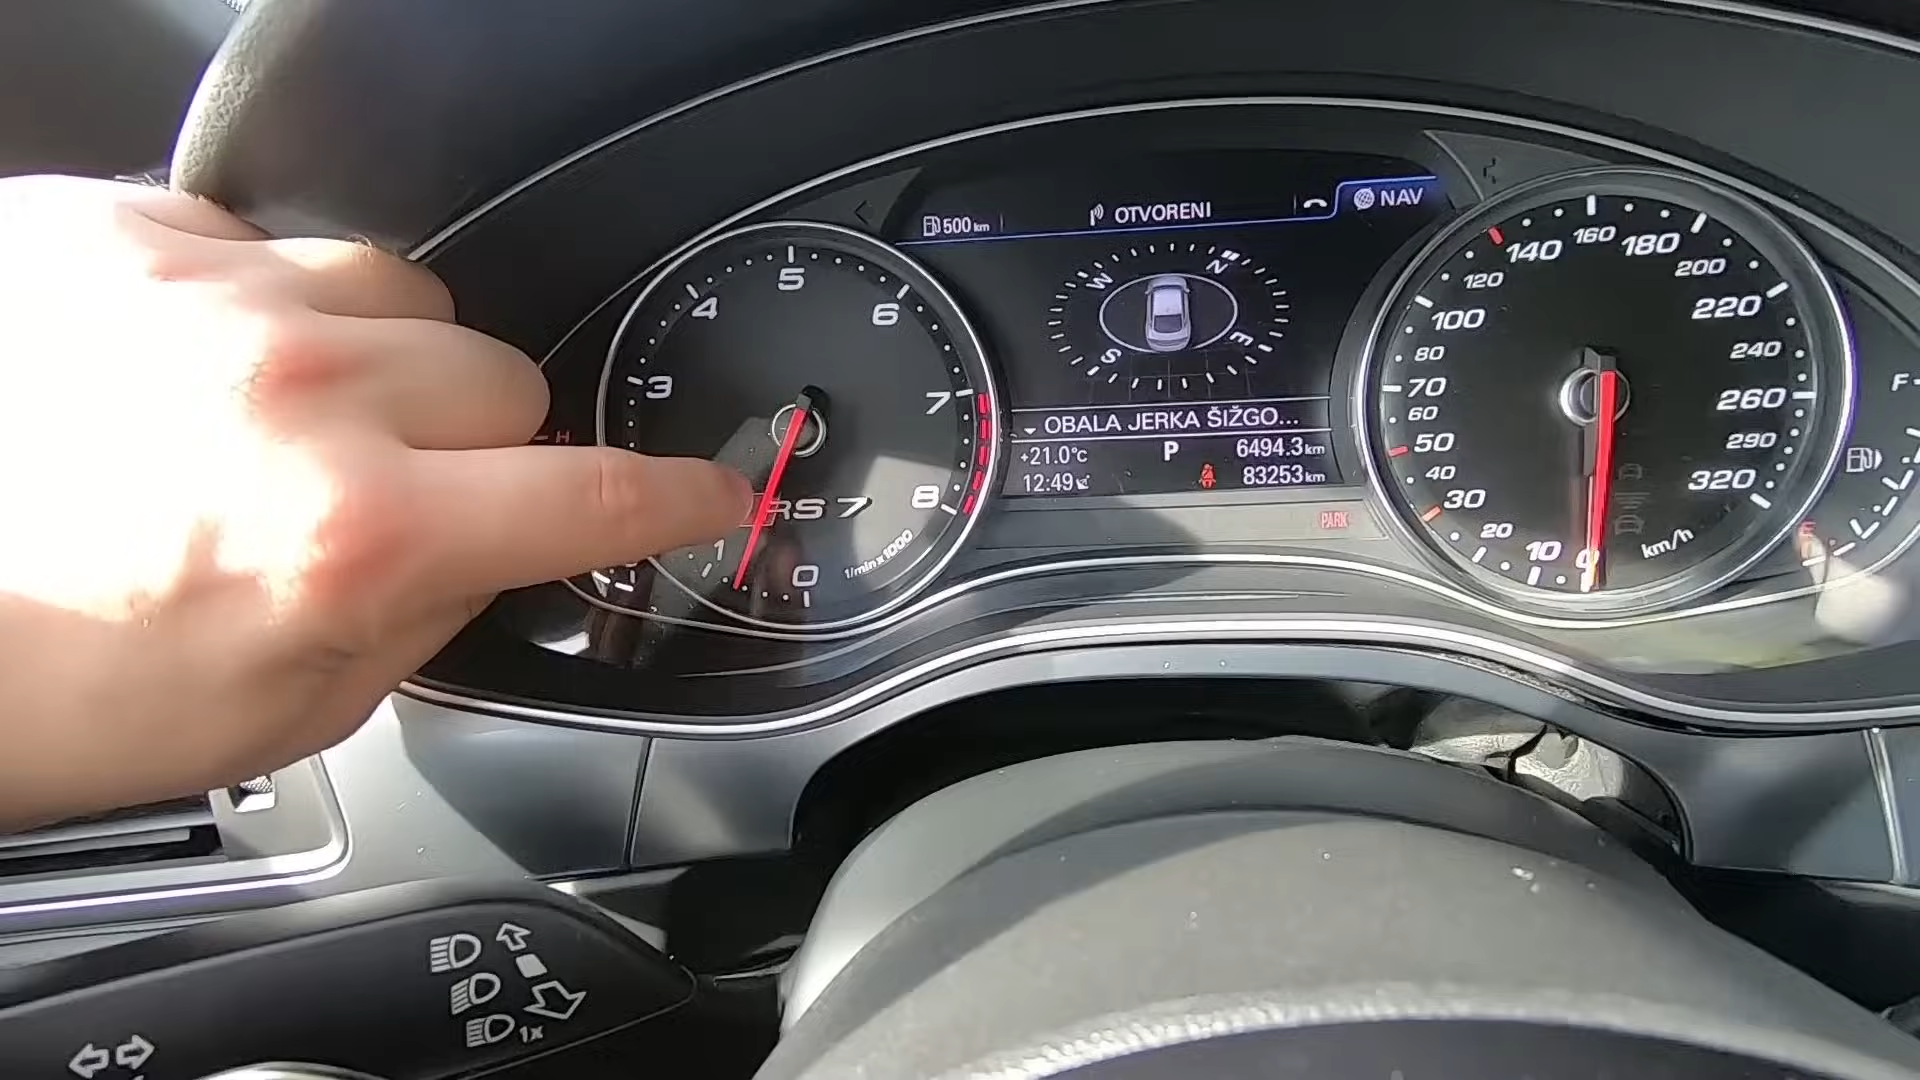 500 km
OTVORENI
NAV
W N
S E
OBALA JERKA ŠIŽGO...
+21.0°C P 6494.3 km
12:49 83253 km
PARK
0 1 3 4 5 6 7 8
RS 7
1/min x 1000
H
0 10 20 30 40 50 60 70 80 100 120 140 160 180 200 220 240 260 290 320
km/h
F
E
1x